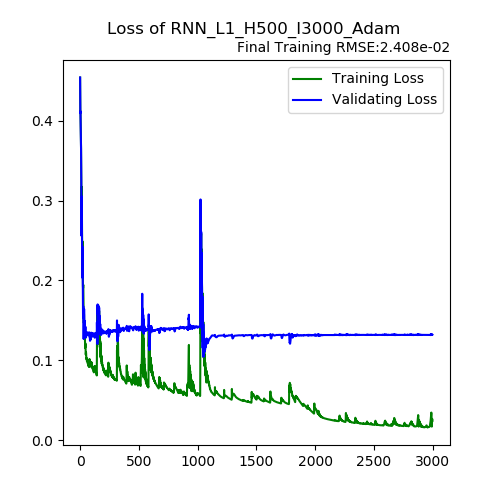 Loss of RNN_L1_H500_I3000_Adam
Final Training RMSE:2.408e-02
Training Loss
Validating Loss
0.4
0.3
0.2
0.1
0.0
0 500 1000 1500 2000 2500 3000